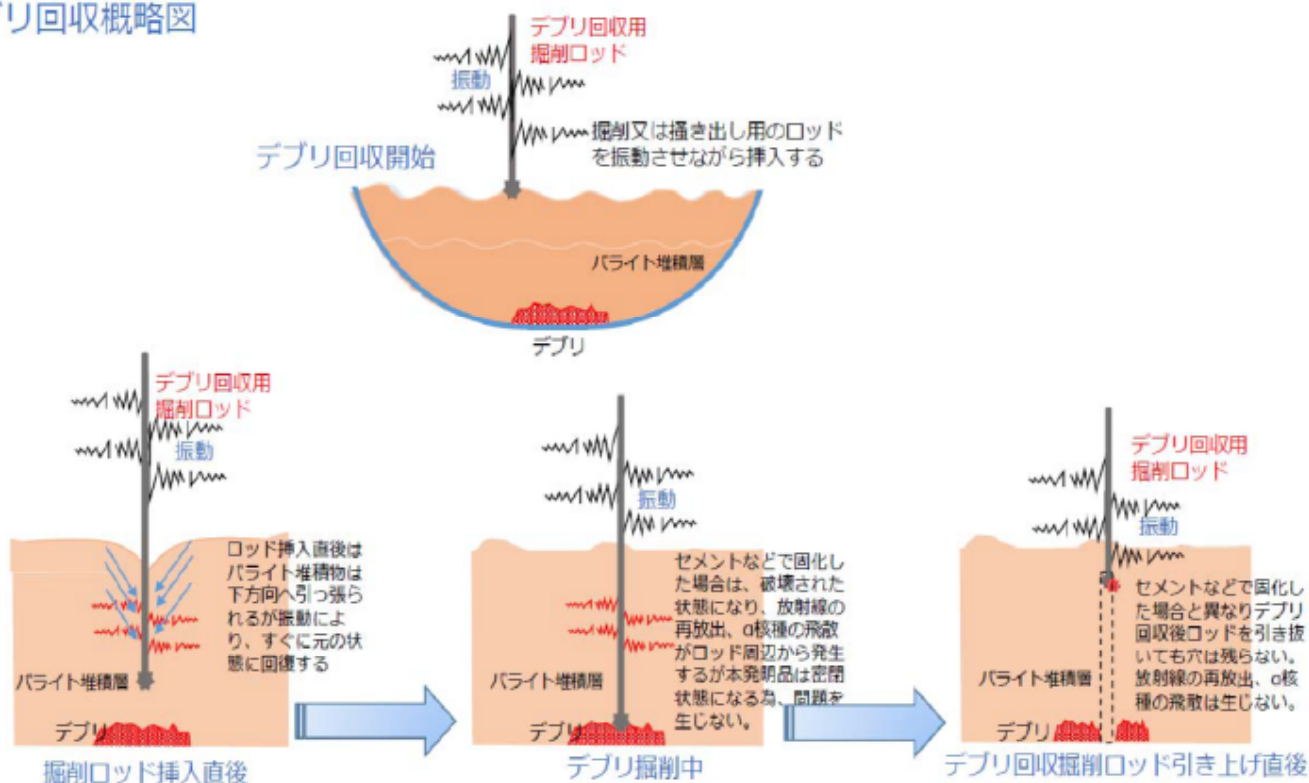 ブリ回収概略図
デブリ回収用
掘削ロッド
振動
掘削又は掻き出し用のロッド
を振動させながら挿入する
デブリ回収開始
バライト堆積層
デブリ
デブリ回収用
掘削ロッド
振動
ロッド挿入直後は
バライト堆積物は
下方向へ引っ張ら
れるが振動によ
り、すぐに元の状
態に回復する
バライト堆積層
デブリ
掘削ロッド挿入直後
振動
セメントなどで固化し
た場合は、破壊された
状態になり、放射線の
再放出、α核種の飛散
がロッド周辺から発生
するが本発明品は密閉
状態になる為、問題を
生じない。
バライト堆積層
デブリ
デブリ掘削中
デブリ回収用
掘削ロッド
振動
セメントなどで固化し
た場合と異なりデブリ
回収後ロッドを引き抜
いても穴は残らない。
放射線の再放出、α核
種の飛散は生じない。
バライト堆積層
デブリ
デブリ回収掘削ロッド引き上げ直後